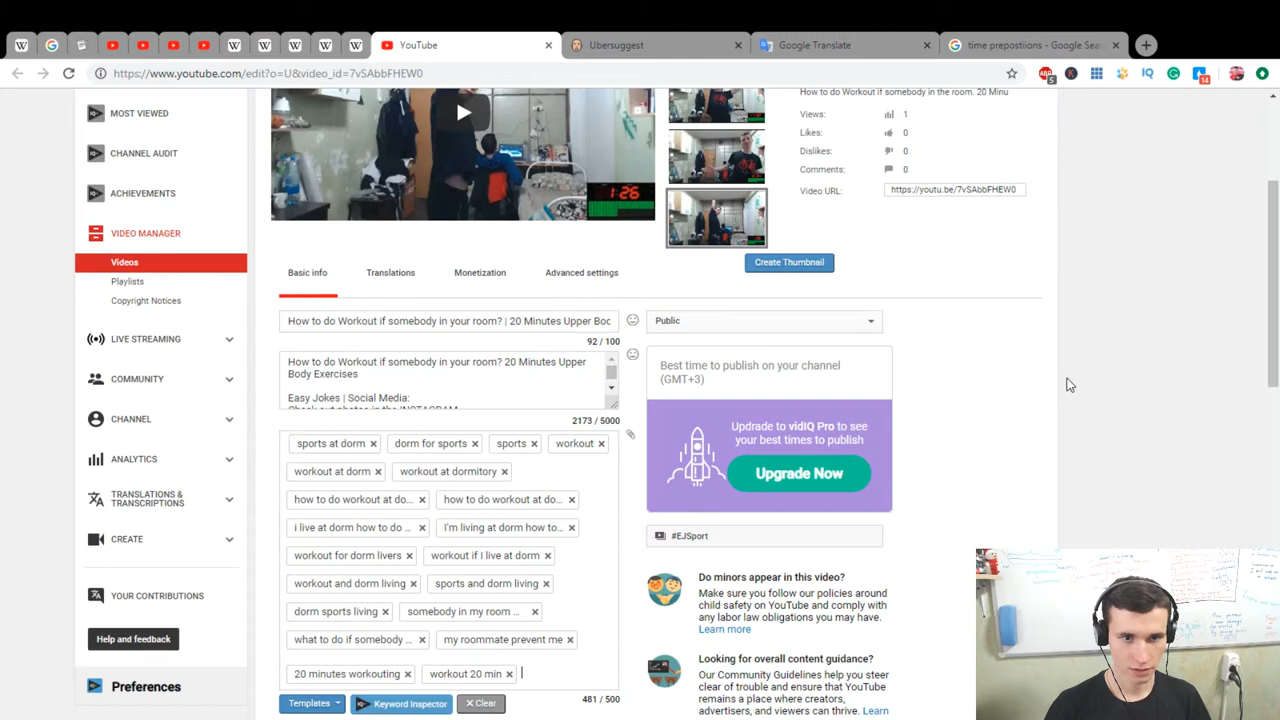 YouTube
Ubersuggest
Google Translate
time prepostiions - Google Sea
https://www.youtube.com/edit?o=U&video_id=7vSAbbFHEW0
5
14
MOST VIEWED
CHANNEL AUDIT
ACHIEVEMENTS
VIDEO MANAGER
Videos
Playlists
Copyright Notices
LIVE STREAMING
COMMUNITY
CHANNEL
ANALYTICS
TRANSLATIONS &
TRANSCRIPTIONS
CREATE
YOUR CONTRIBUTIONS
Help and feedback
Preferences
1:26
How to do Workout if somebody in the room. 20 Minu
Views: 1
Likes: 0
Dislikes: 0
Comments: 0
Video URL: https://youtu.be/7vSAbbFHEW0
Create Thumbnail
Basic info Translations Monetization Advanced settings
How to do Workout if somebody in your room? | 20 Minutes Upper Boc
92 / 100
How to do Workout if somebody in your room? 20 Minutes Upper
Body Exercises
Easy Jokes | Social Media:
Check out photos in the INSTAGRAM
2173 / 5000
sports at dorm dorm for sports sports workout
workout at dorm workout at dormitory
how to do workout at do... how to do workout at do...
i live at dorm how to do ... I'm living at dorm how to...
workout for dorm livers workout if I live at dorm
workout and dorm living sports and dorm living
dorm sports living somebody in my room ...
what to do if somebody ... my roommate prevent me
20 minutes workouting workout 20 min
481 / 500
Templates Keyword Inspector Clear
Public
Best time to publish on your channel
(GMT+3)
Upgrade to vidIQ Pro to see
your best times to publish
Upgrade Now
#EJSport
Do minors appear in this video?
Make sure you follow our policies around
child safety on YouTube and comply with
any labor law obligations you may have.
Learn more
Looking for overall content guidance?
Our Community Guidelines help you steer
clear of trouble and ensure that YouTube
remains a place where creators,
advertisers, and viewers can thrive. Learn